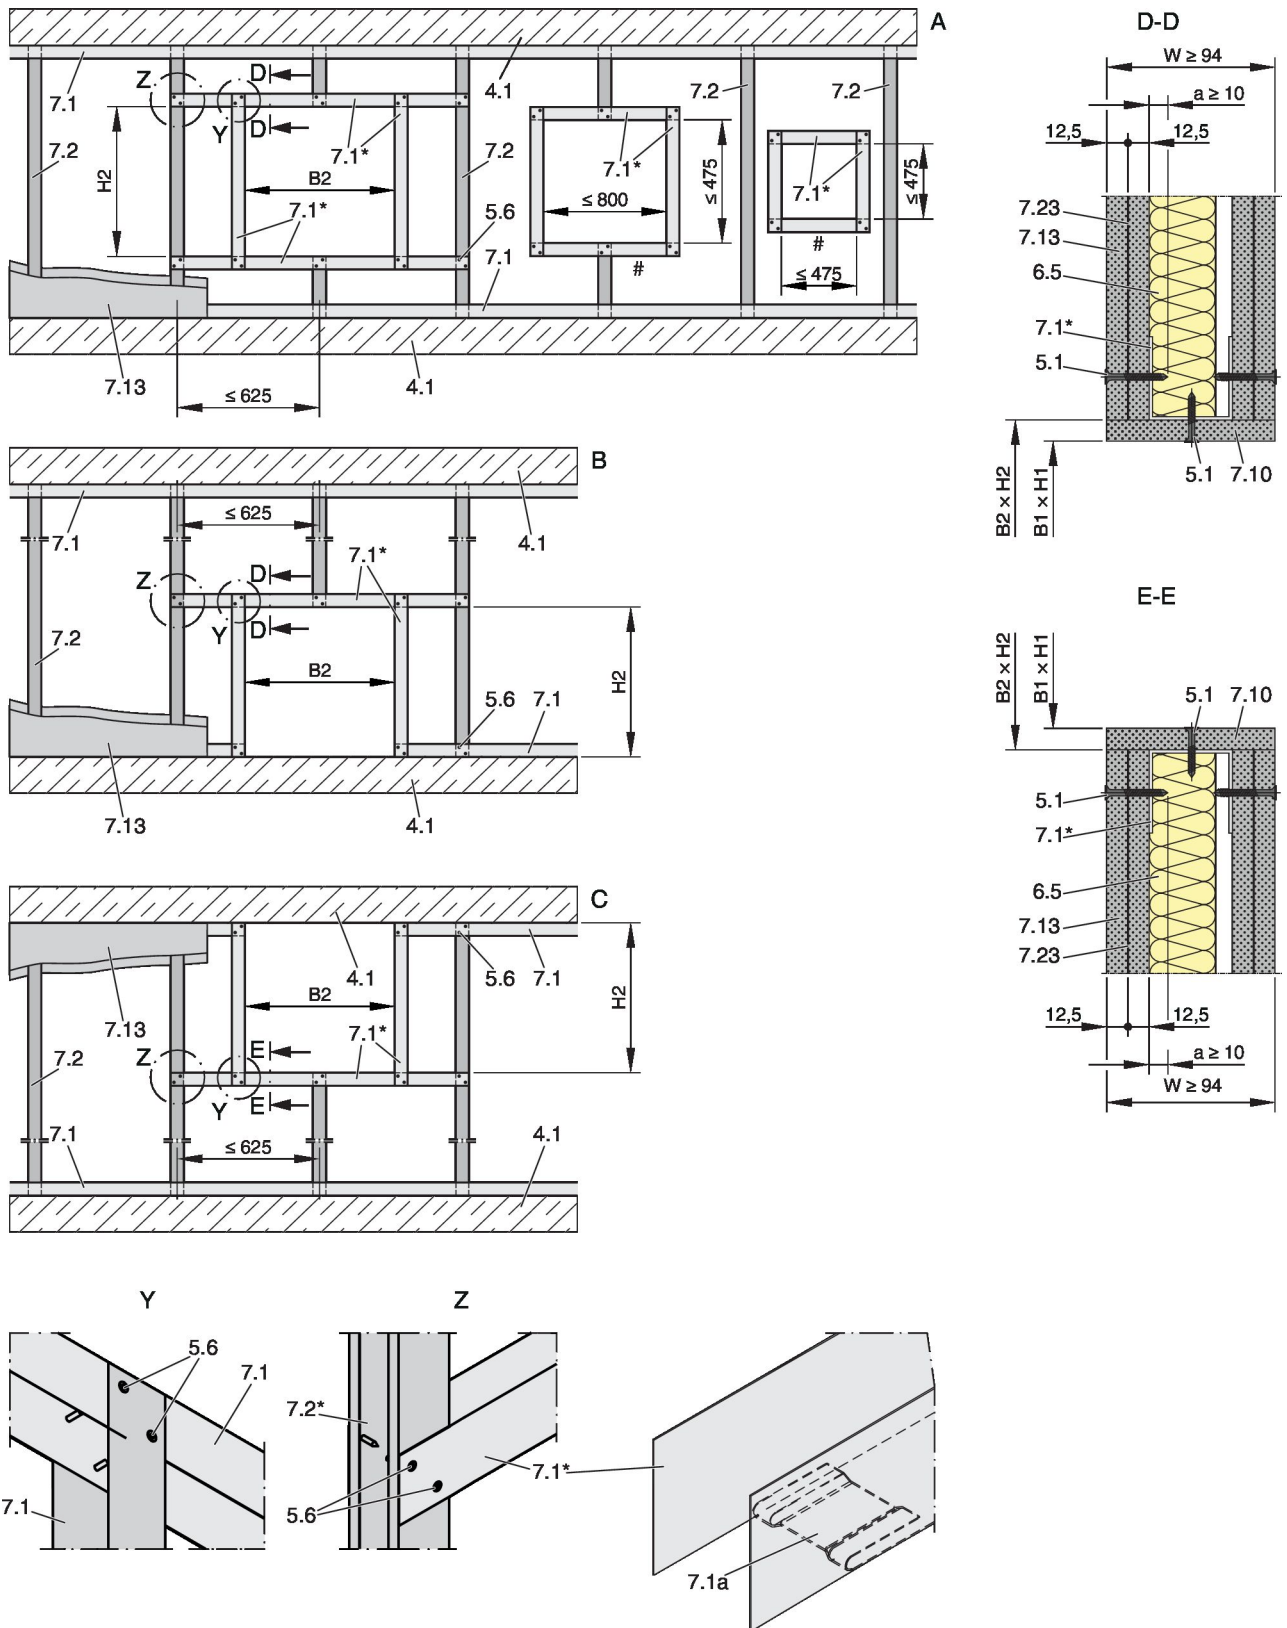 A
Z
D
D
Y
7.1
7.2
H2
B2
7.1*
7.1*
4.1
7.2
5.6
7.1
7.1*
≤ 800
≤ 475
#
7.2
7.2
7.1*
≤ 475
#
≤ 475
7.13
≤ 625
4.1
B
≤ 625
7.1
4.1
7.1*
Z
D
D
Y
7.2
B2
H2
5.6
7.1
7.13
4.1
C
4.1
5.6
7.1
B2
H2
7.13
7.2
Z
7.1*
E
E
Y
7.1
≤ 625
4.1
D-D
W ≥ 94
a ≥ 10
12,5
12,5
7.23
7.13
6.5
7.1*
5.1
5.1
7.10
B2 × H2
B1 × H1
E-E
B2 × H2
B1 × H1
5.1
7.10
5.1
7.1*
6.5
7.13
7.23
12,5
12,5
a ≥ 10
W ≥ 94
Y
5.6
7.1
7.1
Z
7.2*
7.1*
5.6
7.1a